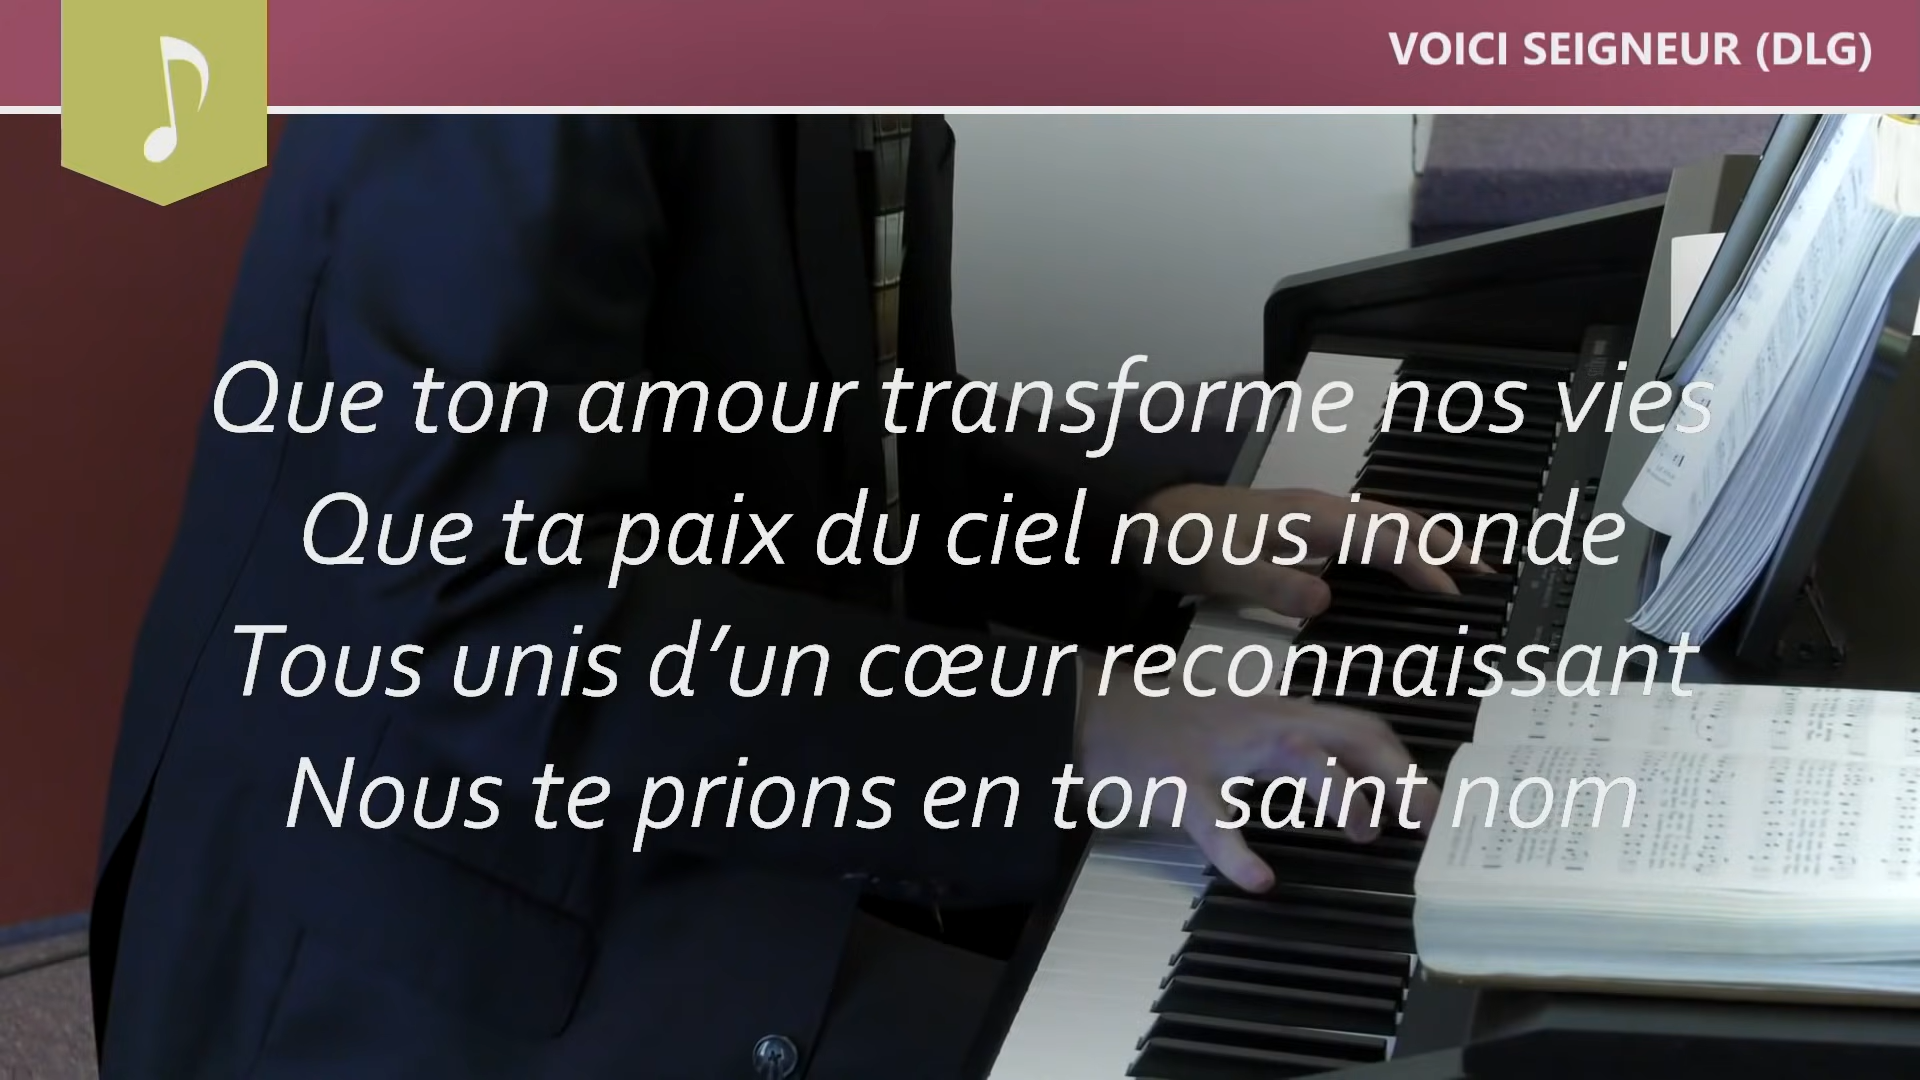 VOICI SEIGNEUR (DLG)
Que ton amour transforme nos vies
Que ta paix du ciel nous inonde
Tous unis d’un cœur reconnaissant
Nous te prions en ton saint nom